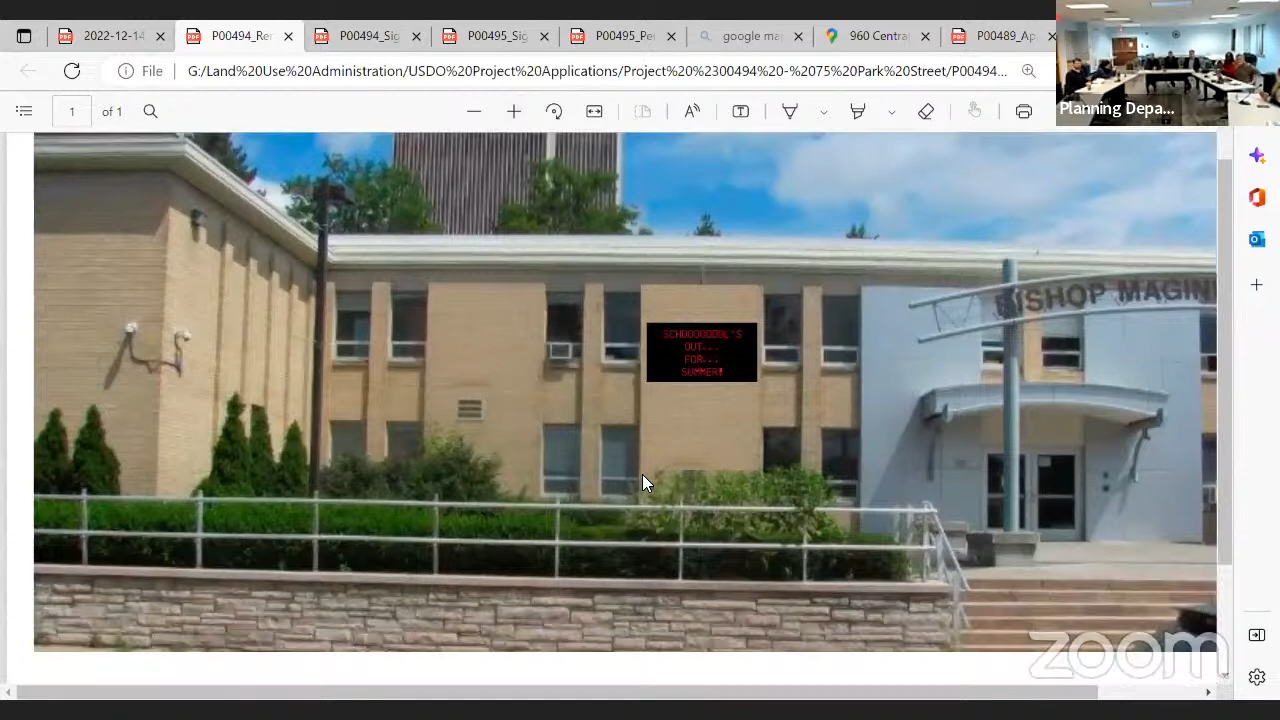 2022-12-14
P00494_Rer
P00494_Sig
P00495_Sig
P00495_Pe
google ma
960 Centra
P00489_Ap
File
G:/Land%20Use%20Administration/USDO%20Project%20Applications/Project%20%2300494%20-%2075%20Park%20Street/P00494...
1 of 1
Planning Depa...
BISHOP MAGIN
SCHOOOOOOOL'S
OUT...
FOR...
SUMMER!
zoom